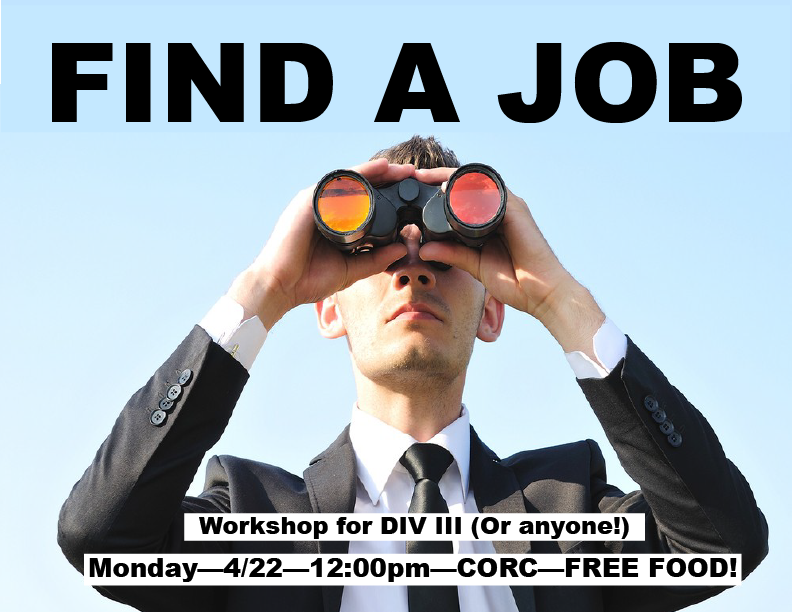 FIND A JOB
Workshop for DIV III (Or anyone!)
Monday—4/22—12:00pm—CORC—FREE FOOD!